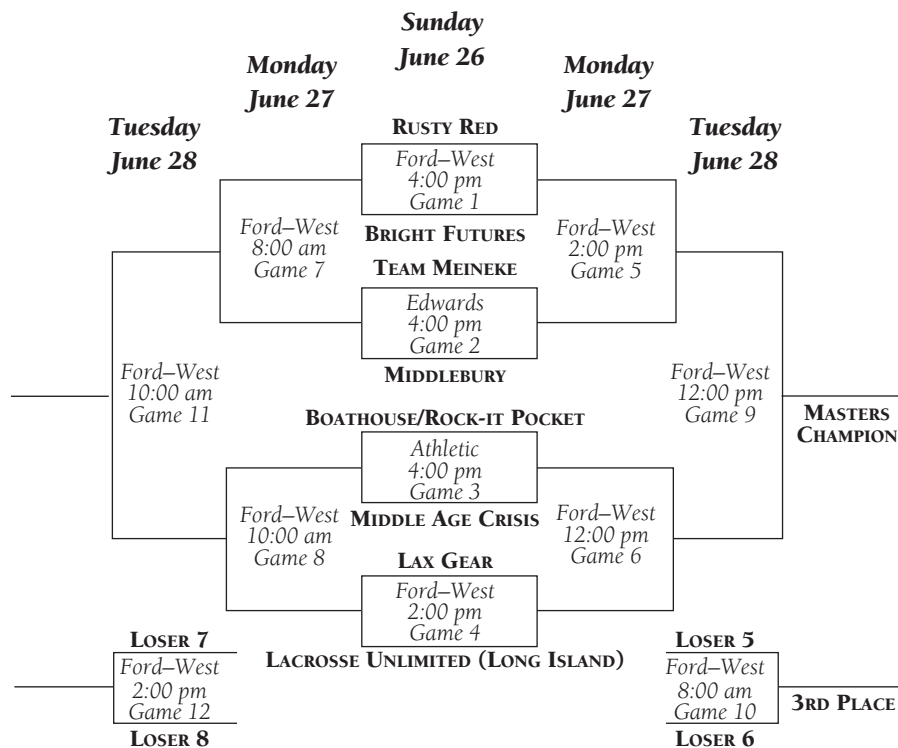 Sunday
June 26
Monday
June 27
Monday
June 27
Tuesday
June 28
Tuesday
June 28
RUSTY RED
Ford–West
4:00 pm
Game 1
BRIGHT FUTURES
Ford–West
8:00 am
Game 7
Ford–West
2:00 pm
Game 5
TEAM MEINEKE
Edwards
4:00 pm
Game 2
MIDDLEBURY
Ford–West
10:00 am
Game 11
Ford–West
12:00 pm
Game 9
MASTERS
CHAMPION
BOATHOUSE/ROCK-IT POCKET
Athletic
4:00 pm
Game 3
MIDDLE AGE CRISIS
Ford–West
10:00 am
Game 8
Ford–West
12:00 pm
Game 6
LAX GEAR
Ford–West
2:00 pm
Game 4
LACROSSE UNLIMITED (LONG ISLAND)
LOSER 7
Ford–West
2:00 pm
Game 12
LOSER 8
LOSER 5
Ford–West
8:00 am
Game 10
LOSER 6
3RD PLACE